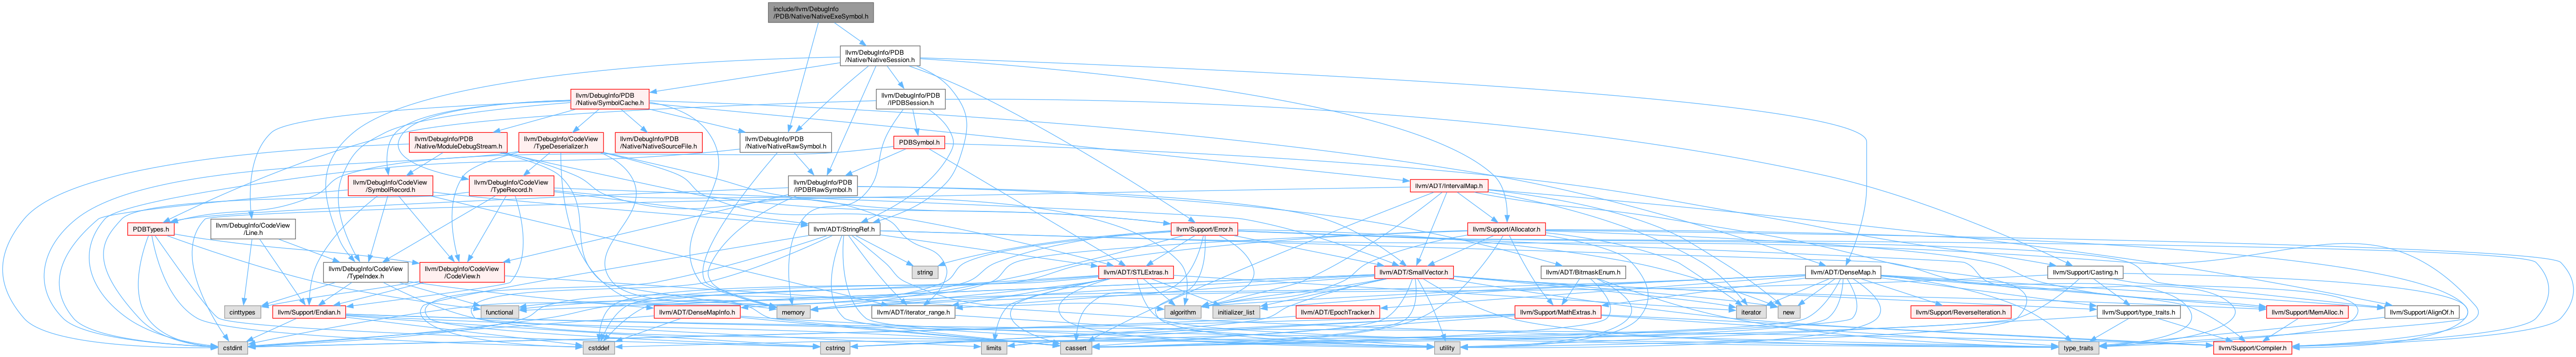 include/llvm/DebugInfo
/PDB/Native/NativeExeSymbol.h
llvm/DebugInfo/PDB
/Native/NativeSession.h
llvm/DebugInfo/PDB
/Native/SymbolCache.h
llvm/DebugInfo/PDB
/IPDBSession.h
llvm/DebugInfo/PDB
/Native/ModuleDebugStream.h
llvm/DebugInfo/CodeView
/TypeDeserializer.h
llvm/DebugInfo/PDB
/Native/NativeSourceFile.h
llvm/DebugInfo/PDB
/Native/NativeRawSymbol.h
PDBSymbol.h
llvm/DebugInfo/CodeView
/SymbolRecord.h
llvm/DebugInfo/CodeView
/TypeRecord.h
llvm/DebugInfo/PDB
/IPDBRawSymbol.h
llvm/ADT/IntervalMap.h
PDBTypes.h
llvm/DebugInfo/CodeView
/Line.h
llvm/ADT/StringRef.h
llvm/Support/Error.h
llvm/Support/Allocator.h
llvm/DebugInfo/CodeView
/TypeIndex.h
llvm/DebugInfo/CodeView
/CodeView.h
string
llvm/ADT/STLExtras.h
llvm/ADT/SmallVector.h
llvm/ADT/BitmaskEnum.h
llvm/ADT/DenseMap.h
llvm/Support/Casting.h
cinttypes
llvm/Support/Endian.h
functional
llvm/ADT/DenseMapInfo.h
memory
llvm/ADT/iterator_range.h
algorithm
initializer_list
llvm/ADT/EpochTracker.h
llvm/Support/MathExtras.h
iterator
new
llvm/Support/ReverseIteration.h
llvm/Support/type_traits.h
llvm/Support/MemAlloc.h
llvm/Support/AlignOf.h
cstdint
cstddef
cstring
limits
cassert
utility
type_traits
llvm/Support/Compiler.h